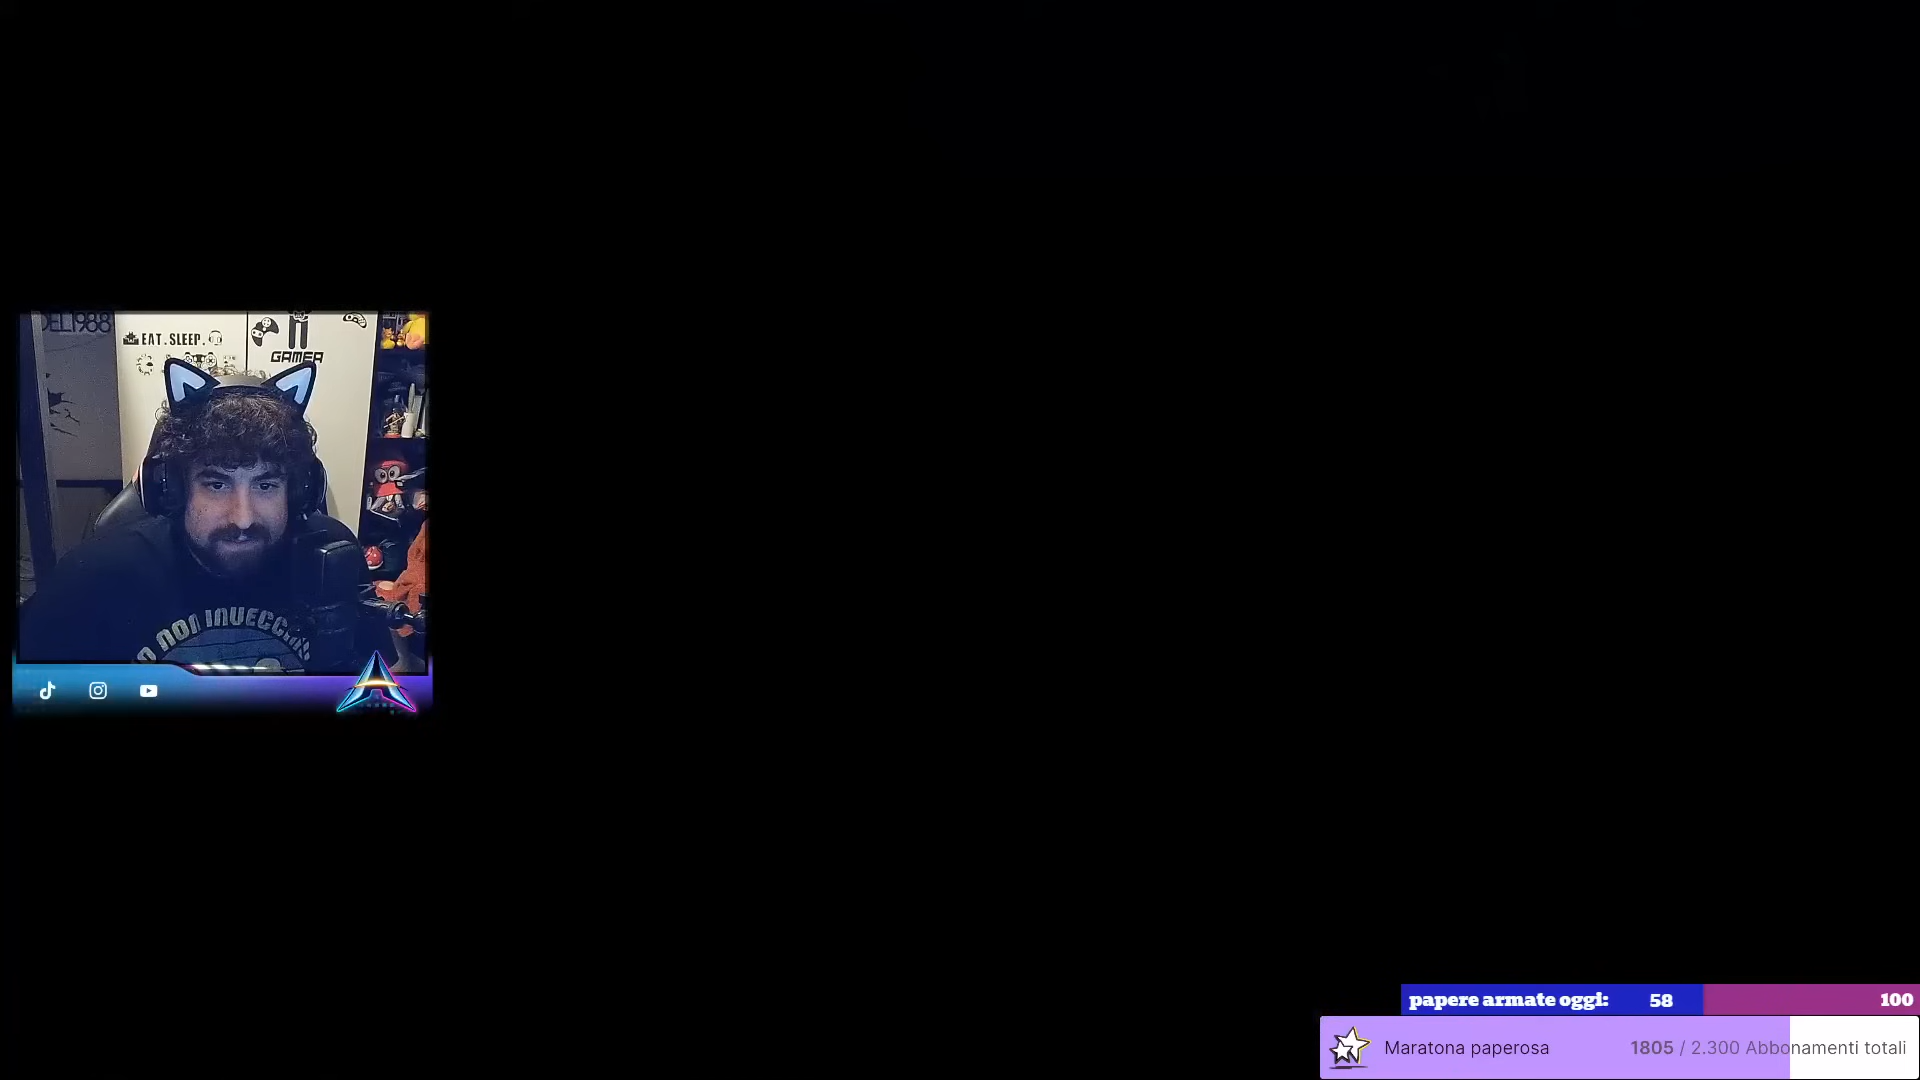 DEL1988
EAT.SLEEP.
GAMER
NON INVECCHI
papere armate oggi: 58 100
Maratona paperosa 1805 / 2.300 Abbonamenti totali